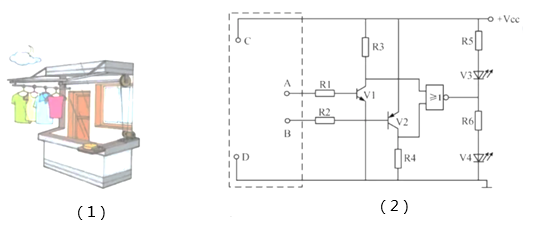 +Vcc
C
R5
R3
V3
A
R1
V1
≥1
B
R2
V2
R6
D
R4
V4
(1)
(2)